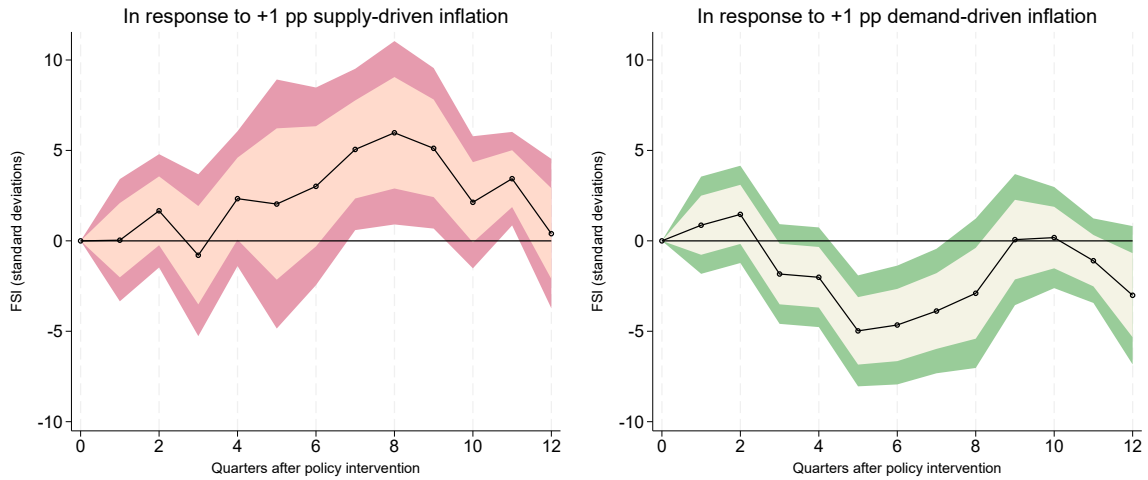 In response to +1 pp supply-driven inflation
10
5
0
-5
-10
FSI (standard deviations)
0 2 4 6 8 10 12
Quarters after policy intervention
In response to +1 pp demand-driven inflation
10
5
0
-5
-10
FSI (standard deviations)
0 2 4 6 8 10 12
Quarters after policy intervention